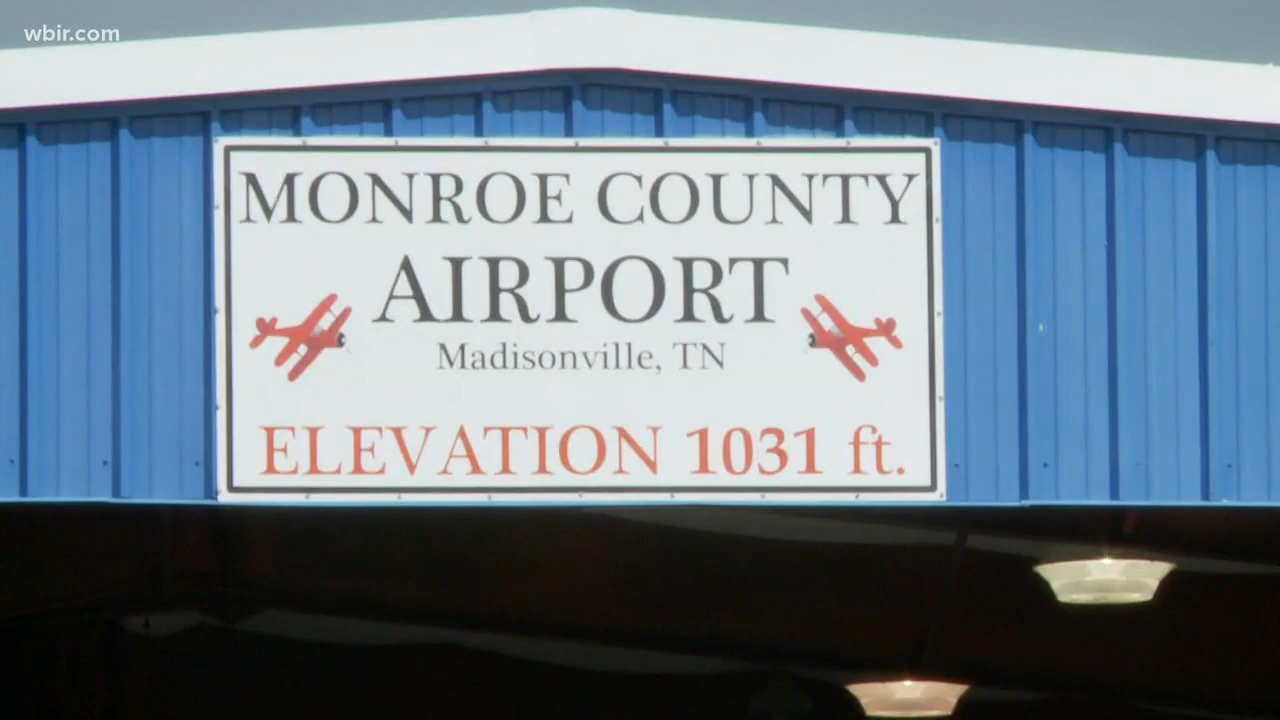 wbir.com
MONROE COUNTY
AIRPORT
Madisonville, TN
ELEVATION 1031 ft.